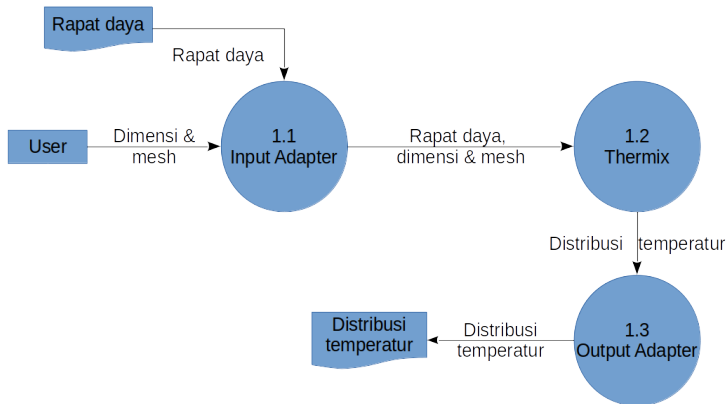 Rapat daya
Rapat daya
User
Dimensi &
mesh
1.1
Input Adapter
Rapat daya,
dimensi & mesh
1.2
Thermix
Distribusi temperatur
1.3
Output Adapter
Distribusi
temperatur
Distribusi
temperatur